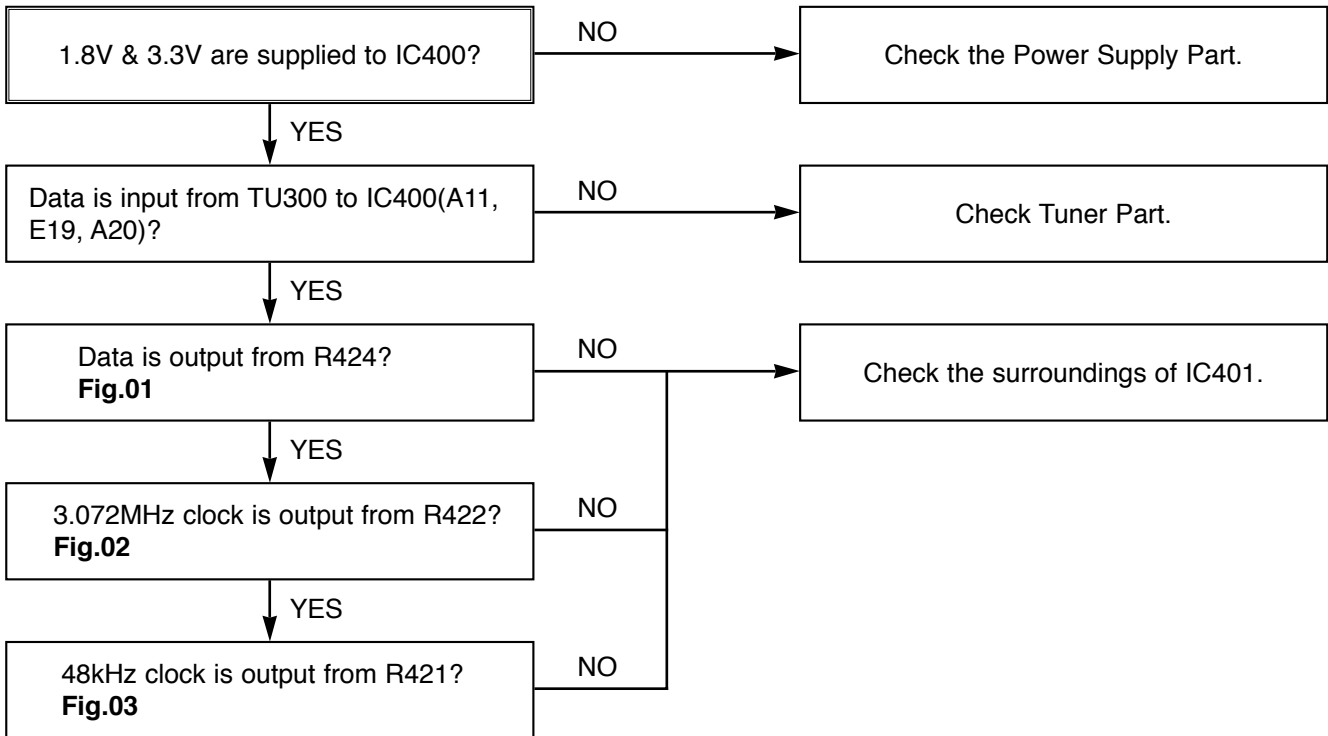 1.8V & 3.3V are supplied to IC400?
NO
Check the Power Supply Part.
YES
Data is input from TU300 to IC400(A11,
E19, A20)?
NO
Check Tuner Part.
YES
Data is output from R424?
Fig.01
NO
Check the surroundings of IC401.
YES
3.072MHz clock is output from R422?
Fig.02
NO
YES
48kHz clock is output from R421?
Fig.03
NO